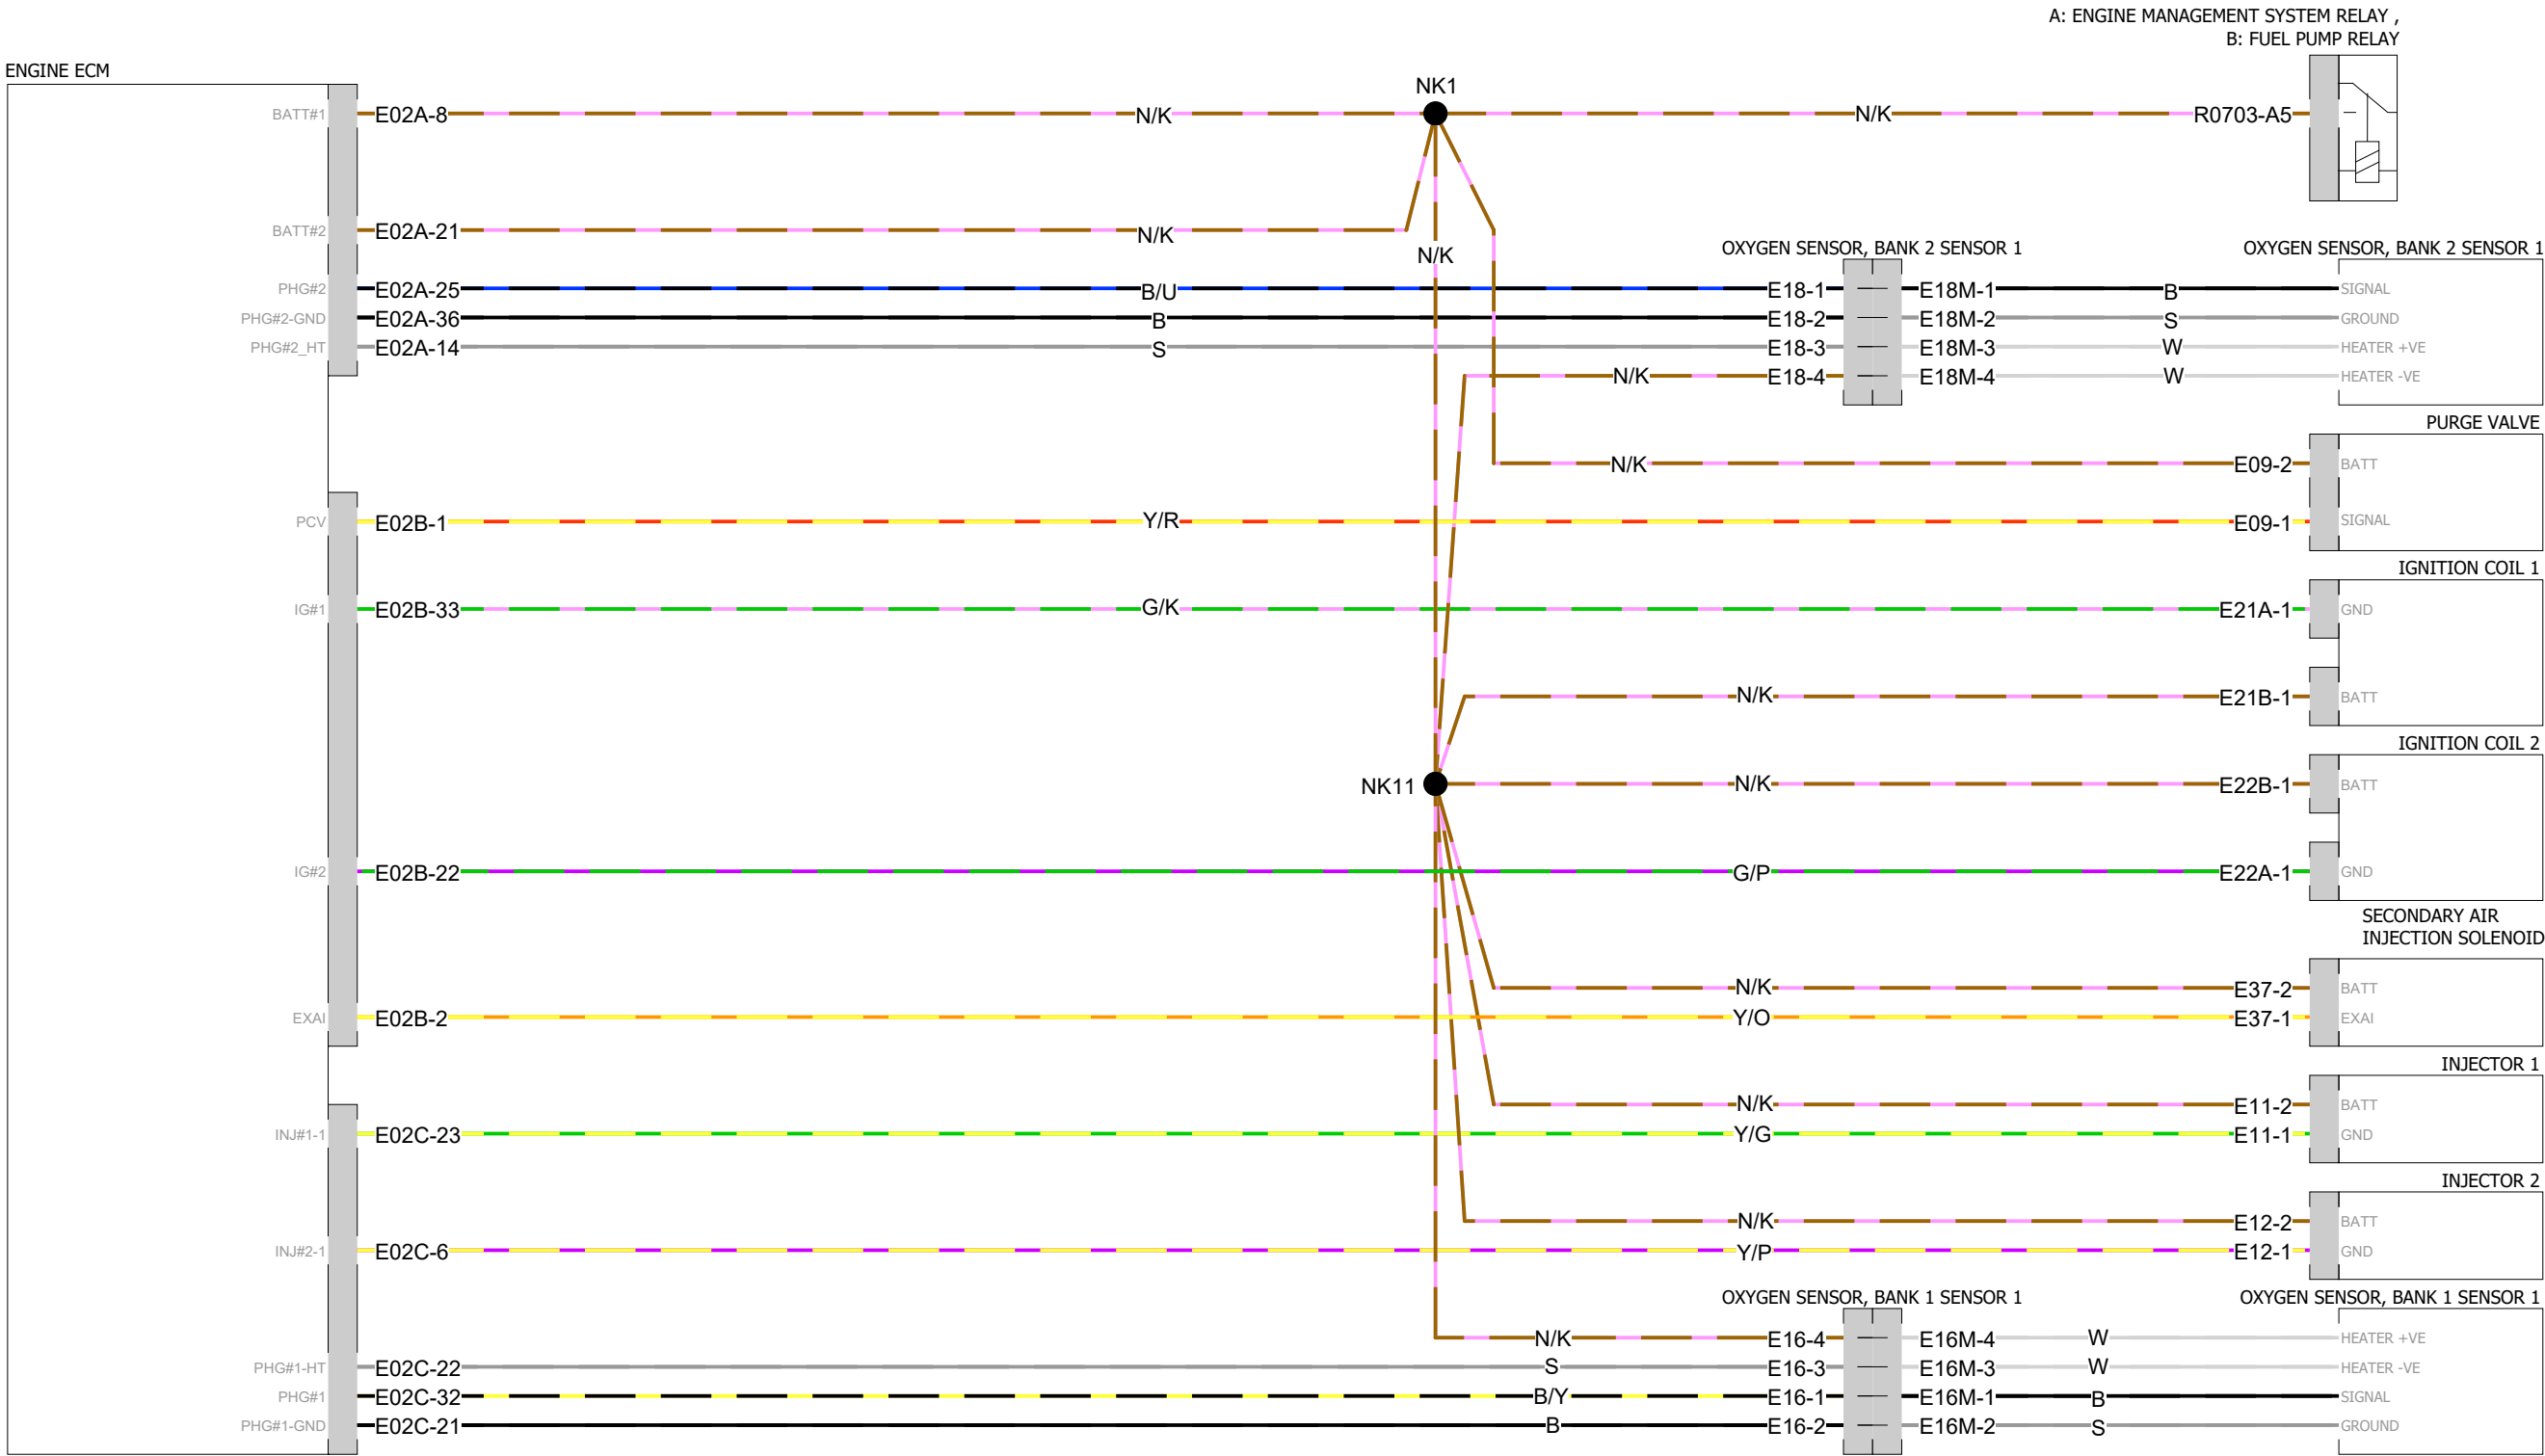 A: ENGINE MANAGEMENT SYSTEM RELAY ,
B: FUEL PUMP RELAY
ENGINE ECM
NK1
BATT#1 E02A-8 N/K N/K R0703-A5
BATT#2 E02A-21 N/K
N/K
OXYGEN SENSOR, BANK 2 SENSOR 1 OXYGEN SENSOR, BANK 2 SENSOR 1
PHG#2 E02A-25 B/U E18-1 E18M-1 B SIGNAL
PHG#2-GND E02A-36 B E18-2 E18M-2 S GROUND
PHG#2_HT E02A-14 S E18-3 E18M-3 W HEATER +VE
N/K E18-4 E18M-4 W HEATER -VE
PURGE VALVE
N/K E09-2 BATT
PCV E02B-1 Y/R E09-1 SIGNAL
IGNITION COIL 1
IG#1 E02B-33 G/K E21A-1 GND
N/K E21B-1 BATT
IGNITION COIL 2
NK11 N/K E22B-1 BATT
IG#2 E02B-22 G/P E22A-1 GND
SECONDARY AIR
INJECTION SOLENOID
N/K E37-2 BATT
EXAI E02B-2 Y/O E37-1 EXAI
INJECTOR 1
N/K E11-2 BATT
INJ#1-1 E02C-23 Y/G E11-1 GND
INJECTOR 2
N/K E12-2 BATT
INJ#2-1 E02C-6 Y/P E12-1 GND
OXYGEN SENSOR, BANK 1 SENSOR 1 OXYGEN SENSOR, BANK 1 SENSOR 1
N/K E16-4 E16M-4 W HEATER +VE
PHG#1-HT E02C-22 S E16-3 E16M-3 W HEATER -VE
PHG#1 E02C-32 B/Y E16-1 E16M-1 B SIGNAL
PHG#1-GND E02C-21 B E16-2 E16M-2 S GROUND